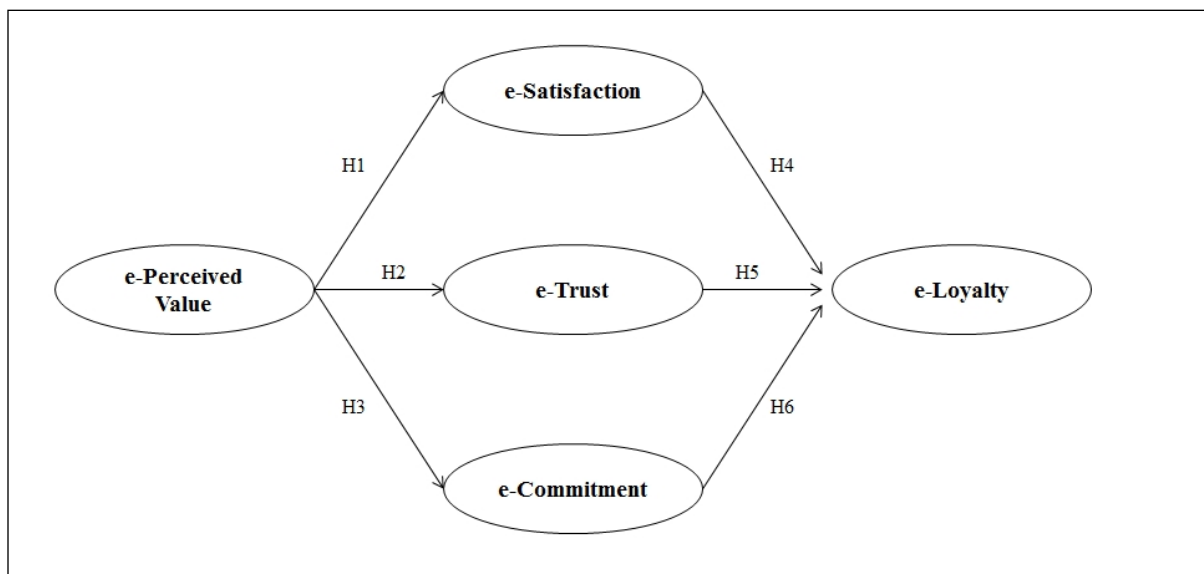 e-Satisfaction
H1
H4
e-Perceived
Value
H2
e-Trust
H5
e-Loyalty
H3
H6
e-Commitment